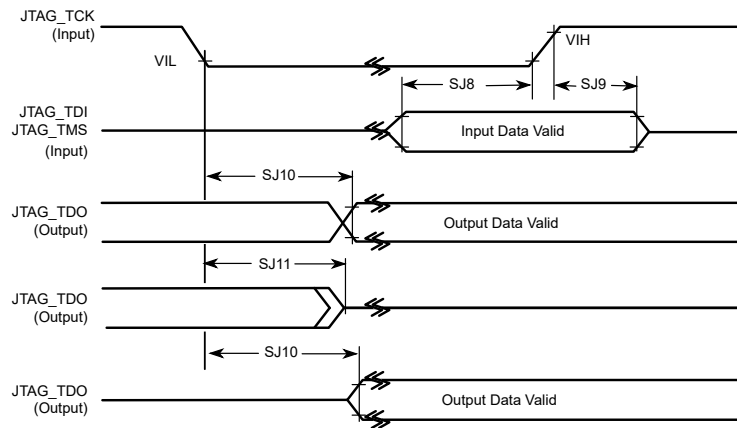 JTAG_TCK
(Input)
VIL
VIH
SJ8
SJ9
JTAG_TDI
JTAG_TMS
(Input)
Input Data Valid
SJ10
JTAG_TDO
(Output)
Output Data Valid
SJ11
JTAG_TDO
(Output)
SJ10
JTAG_TDO
(Output)
Output Data Valid